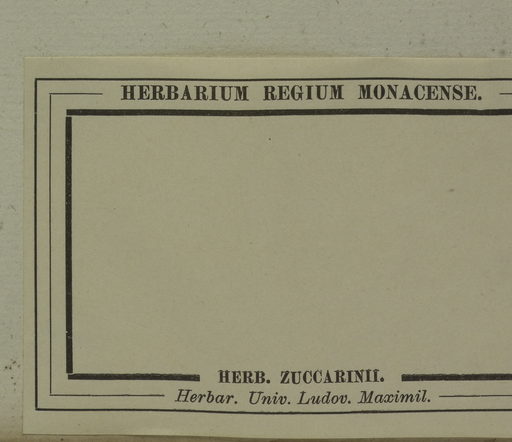 HERBARIUM REGIUM MONACENSE.
HERB. ZUCCARINII.
Herbar. Univ. Ludov. Maximil.